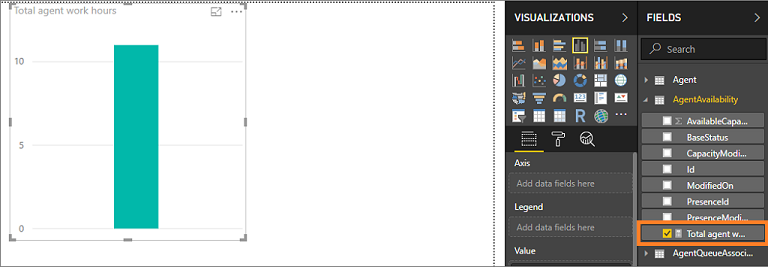 Total agent work hours
10
5
0
VISUALIZATIONS
R
Axis
Add data fields here
Legend
Add data fields here
Value
FIELDS
Search
Agent
AgentAvailability
Σ AvailableCapa...
BaseStatus
CapacityModi...
Id
ModifiedOn
PresenceId
PresenceModi...
Total agent w...
AgentQueueAssoci...